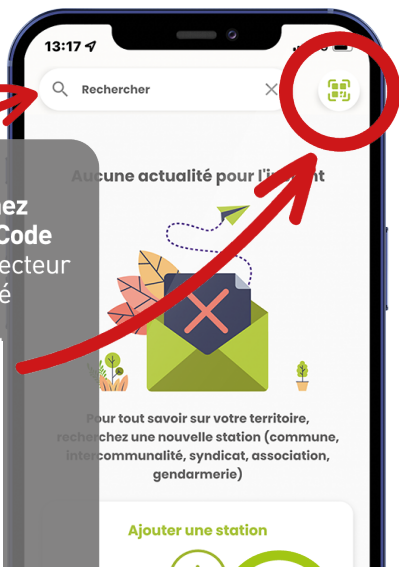 13:17
Rechercher
Aucune actualité pour l'instant
nez
Code
ecteur
é
Pour tout savoir sur votre territoire,
recherchez une nouvelle station (commune,
intercommunalité, syndicat, association,
gendarmerie)
Ajouter une station